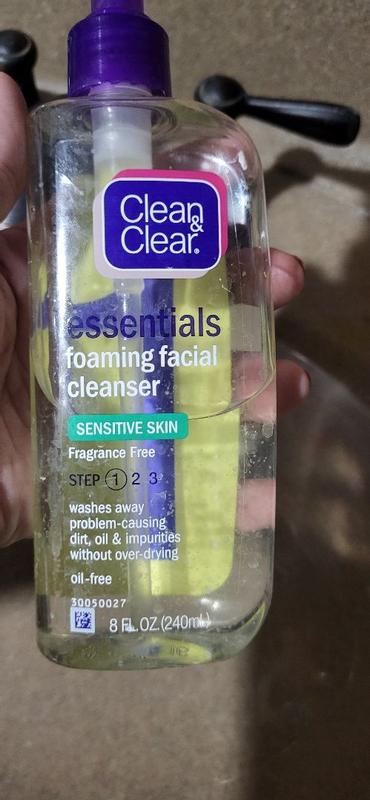 Clean
&
Clear®
essentials
foaming facial
cleanser
SENSITIVE SKIN
Fragrance Free
STEP 1 2 3
washes away
problem-causing
dirt, oil & impurities
without over-drying
oil-free
30050027
8 FL. OZ. (240mL)